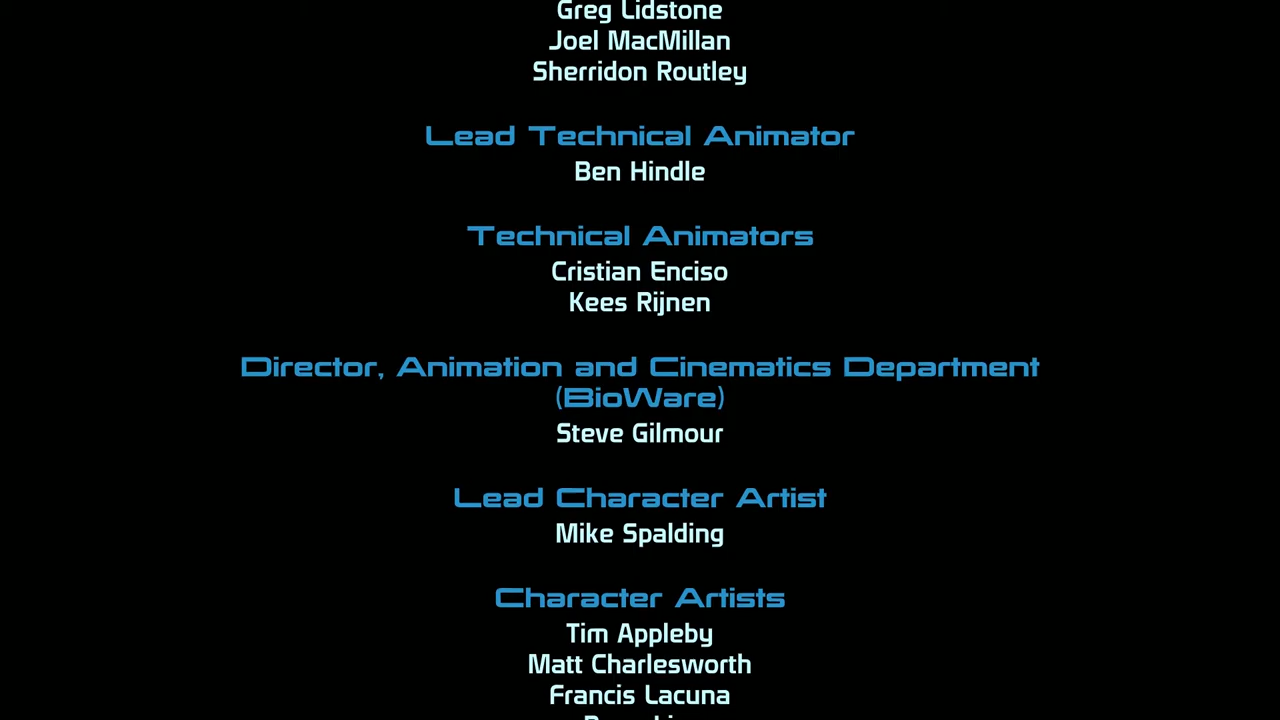 Greg Lidstone
Joel MacMillan
Sherridon Routley
Lead Technical Animator
Ben Hindle
Technical Animators
Cristian Enciso
Kees Rijnen
Director, Animation and Cinematics Department
(BioWare)
Steve Gilmour
Lead Character Artist
Mike Spalding
Character Artists
Tim Appleby
Matt Charlesworth
Francis Lacuna